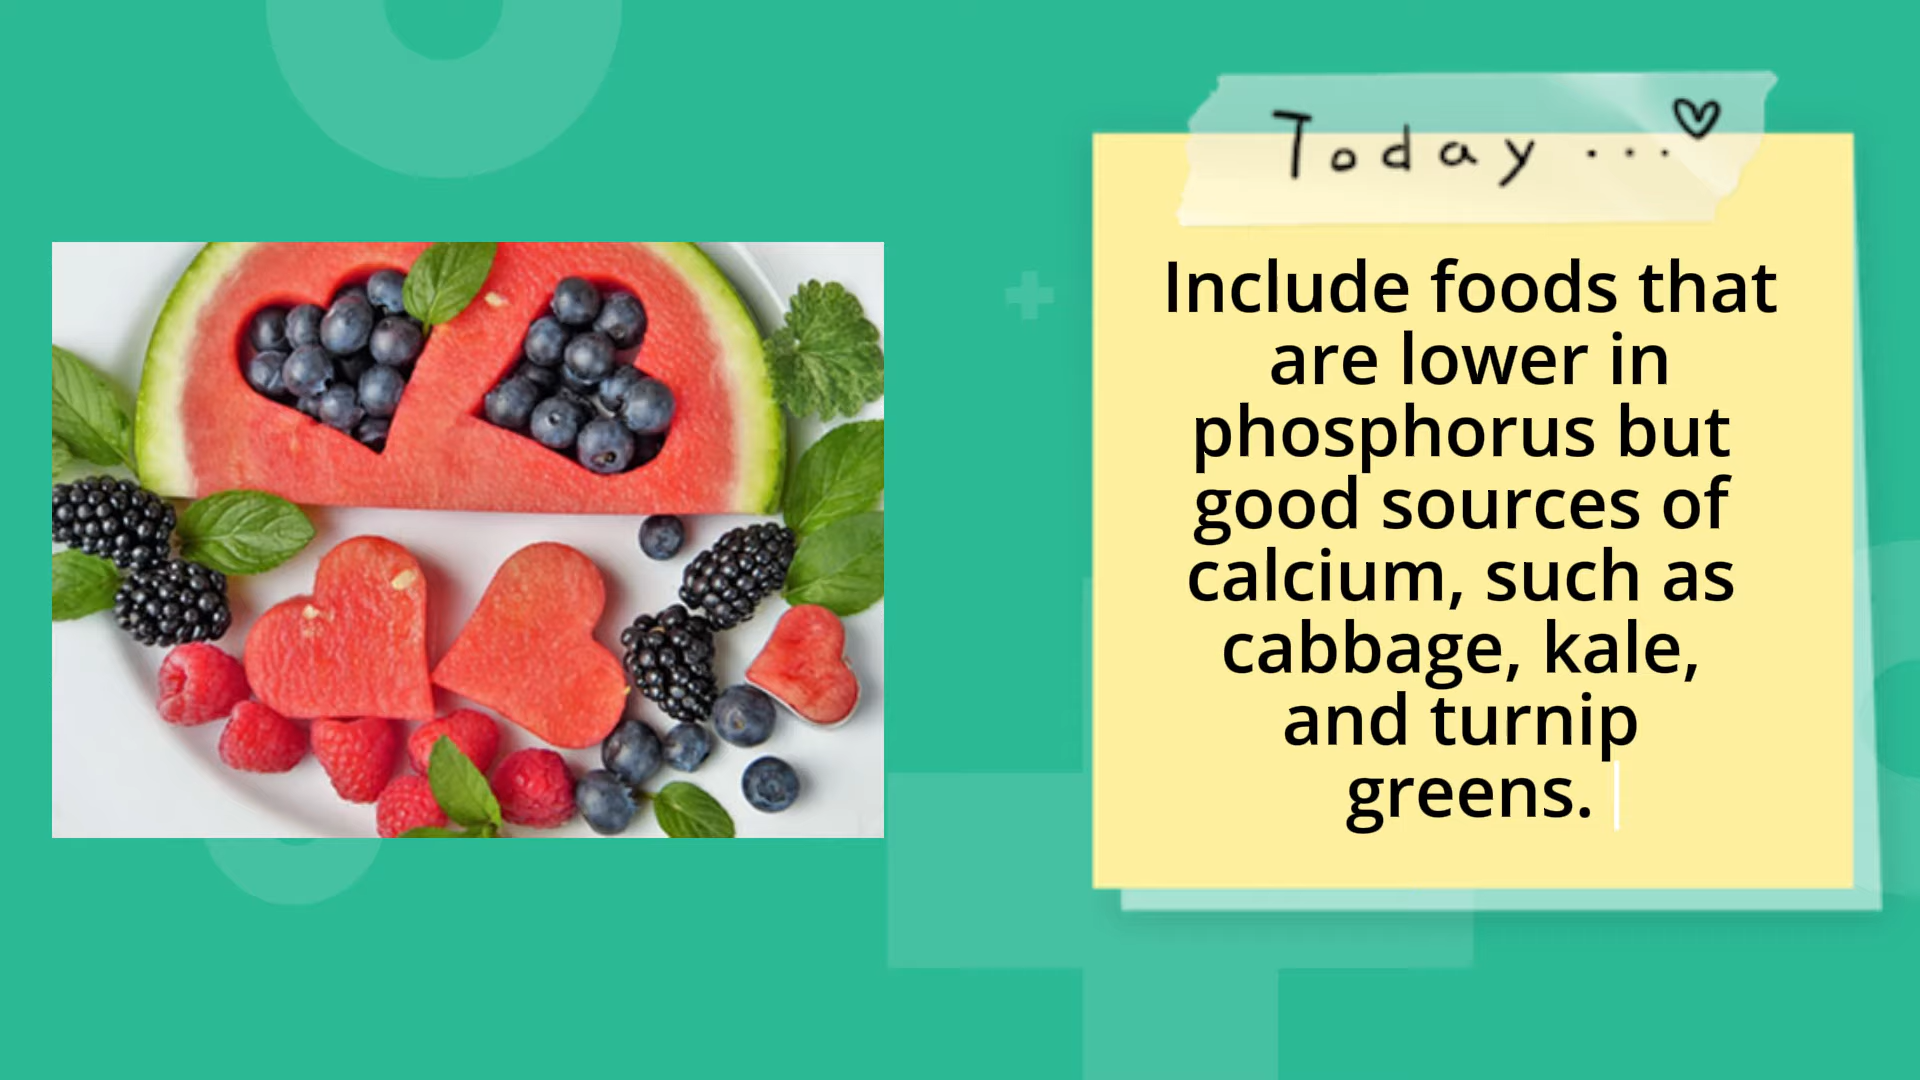 Today ...
Include foods that
are lower in
phosphorus but
good sources of
calcium, such as
cabbage, kale,
and turnip
greens.